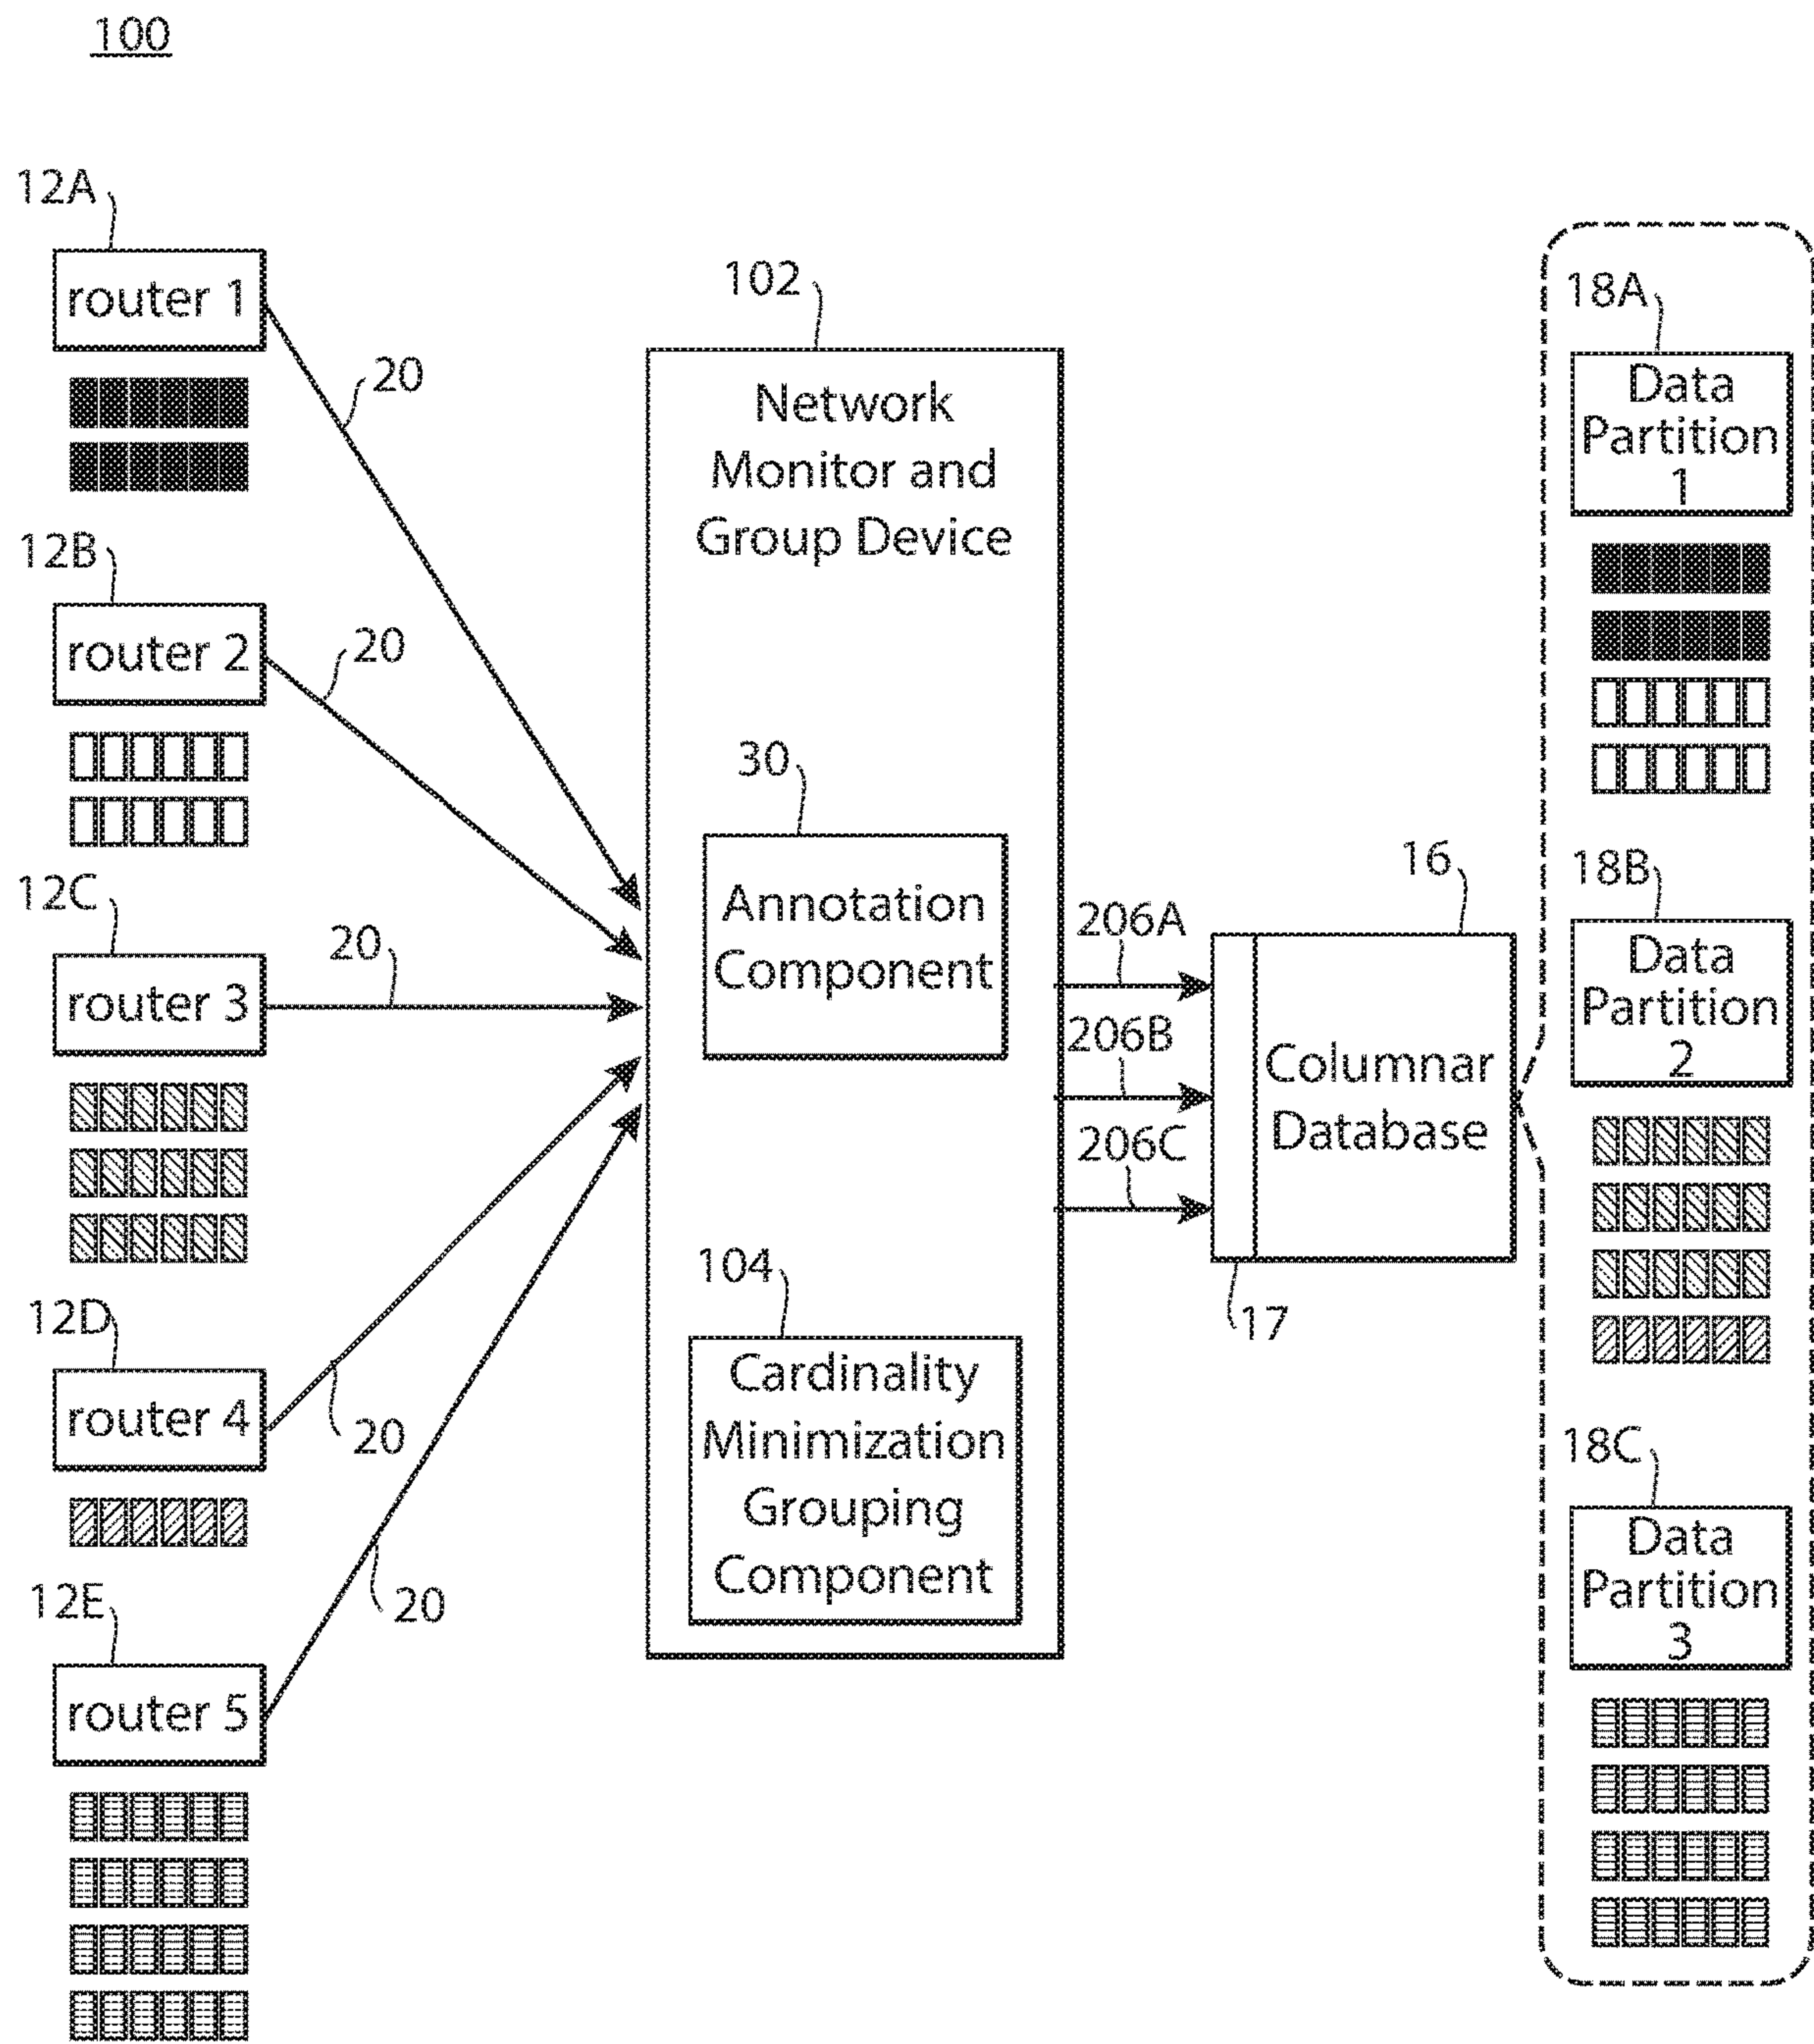 100
12A
router 1
20
12B
router 2
20
12C
router 3
20
12D
router 4
20
12E
router 5
20
102
Network
Monitor and
Group Device
30
Annotation
Component
104
Cardinality
Minimization
Grouping
Component
206A
206B
206C
16
Columnar
Database
17
18A
Data
Partition
1
18B
Data
Partition
2
18C
Data
Partition
3